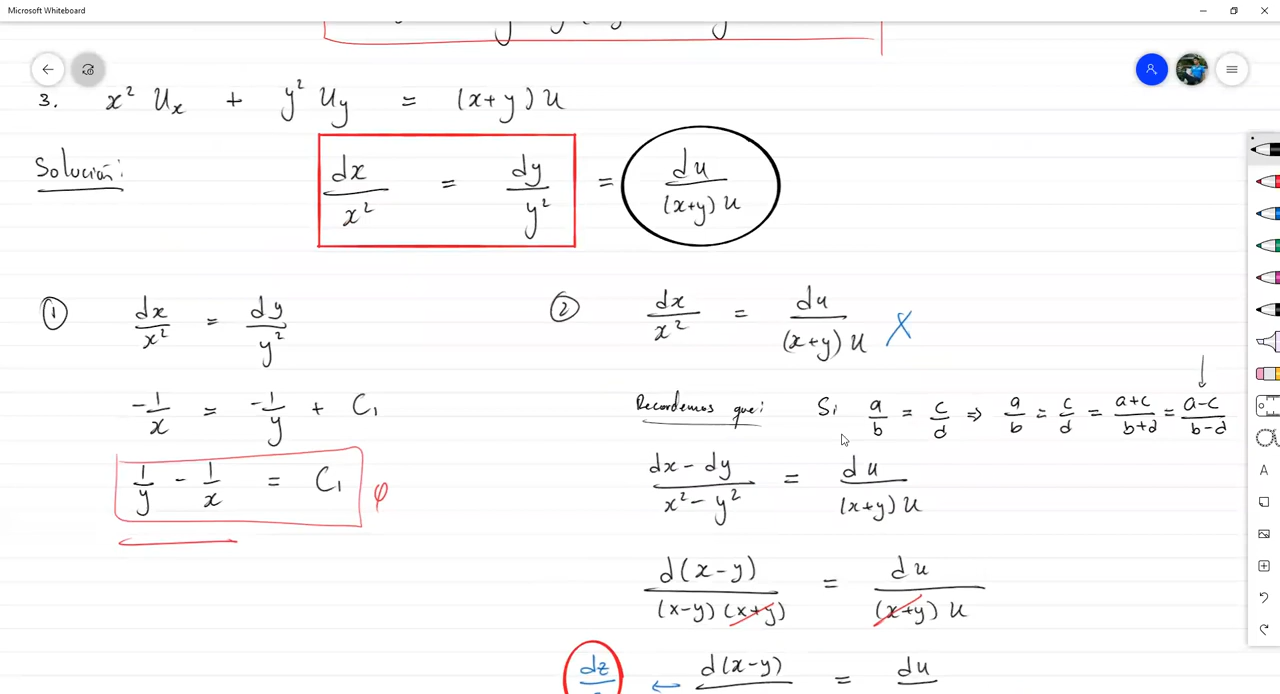 Microsoft Whiteboard
3. x² Ux + y² Uy = (x+y) u
Solución:
dx/x² = dy/y² = du/((x+y) u)
① dx/x² = dy/y²
-1/x = -1/y + C₁
1/y - 1/x = C₁ φ
② dx/x² = du/((x+y) u) X
Recordemos que: Si a/b = c/d ⇒ a/b = c/d = (a+c)/(b+d) = (a-c)/(b-d)
(dx - dy)/(x² - y²) = du/((x+y) u)
d(x-y)/((x-y)(x+y)) = du/((x+y) u)
dz ← d(x-y) = du
A